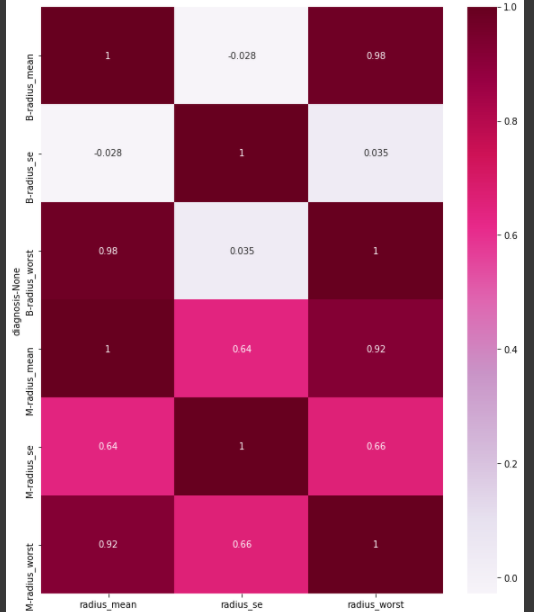 1 -0.028 0.98
-0.028 1 0.035
0.98 0.035 1
1 0.64 0.92
0.64 1 0.66
0.92 0.66 1
B-radius_mean
B-radius_se
B-radius_worst
M-radius_mean
M-radius_se
M-radius_worst
diagnosis-None
radius_mean radius_se radius_worst
1.0
0.8
0.6
0.4
0.2
0.0